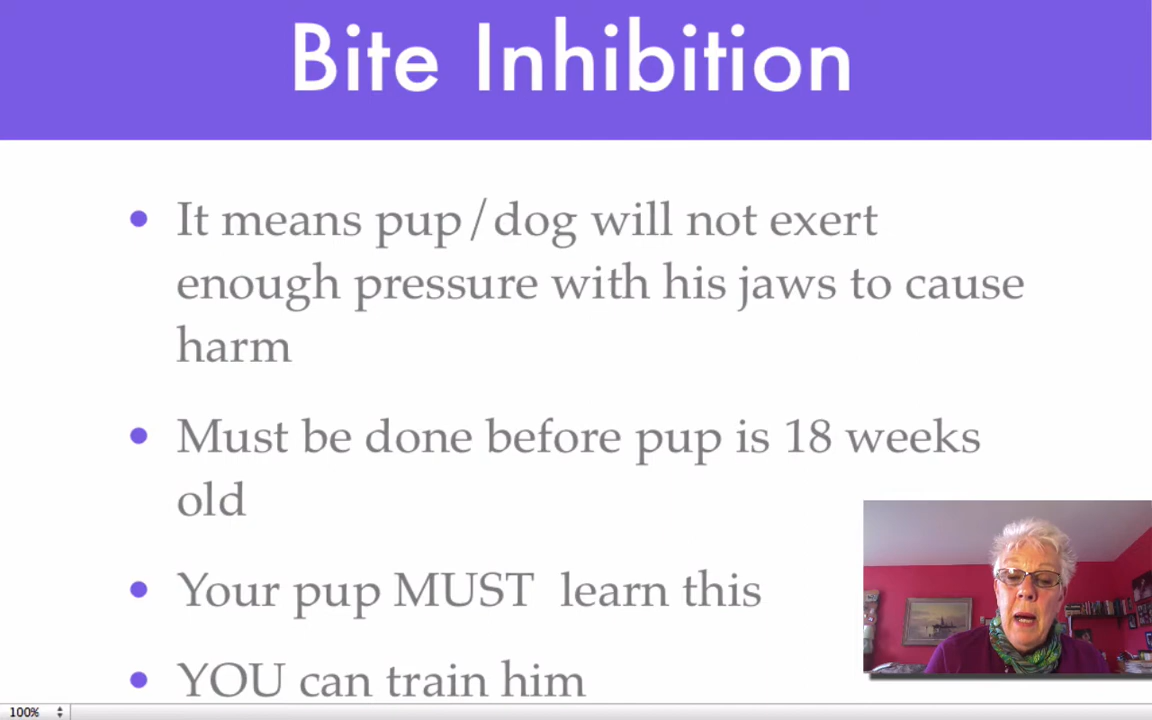 Bite Inhibition
• It means pup/dog will not exert
enough pressure with his jaws to cause
harm
• Must be done before pup is 18 weeks
old
• Your pup MUST learn this
• YOU can train him
100%